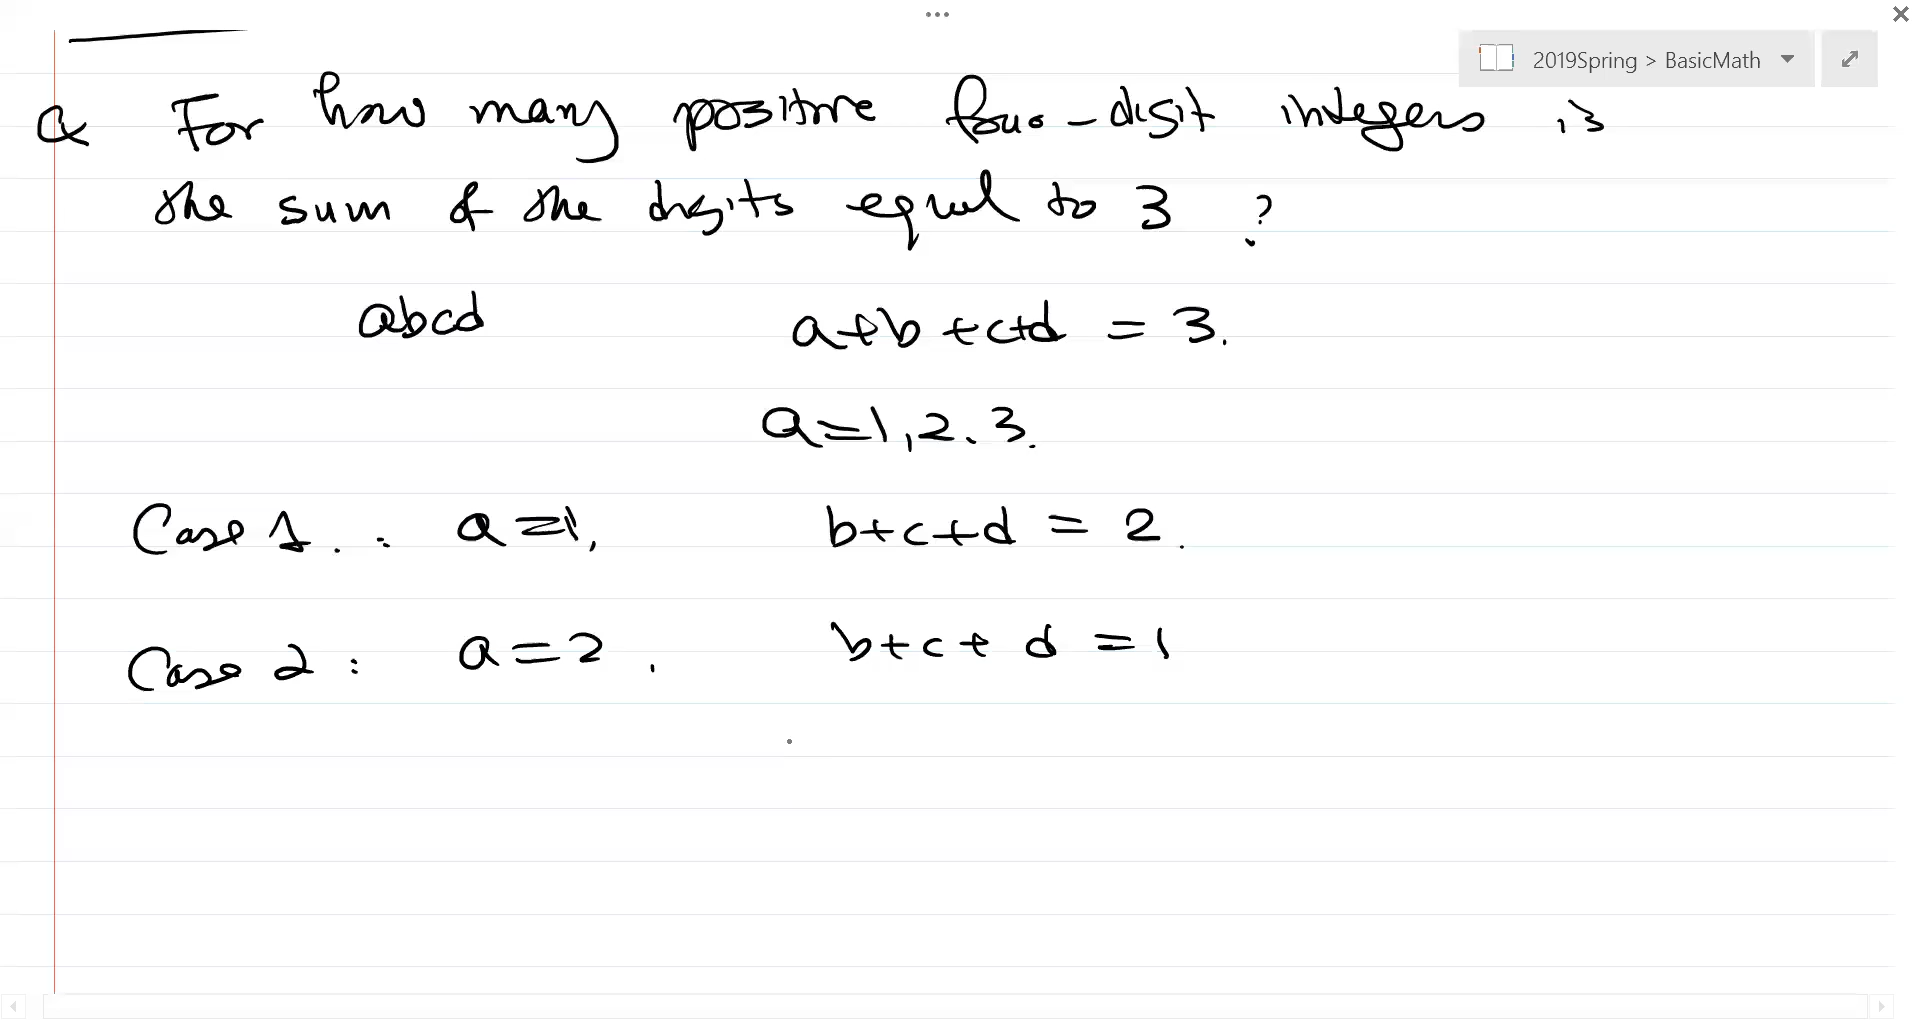 2019Spring > BasicMath
Q For how many positive four-digit integers is
the sum of the digits equal to 3 ?
abcd a+b+c+d = 3.
a=1,2,3.
Case 1. : a=1, b+c+d = 2.
Case 2 : a=2. b+c+d = 1